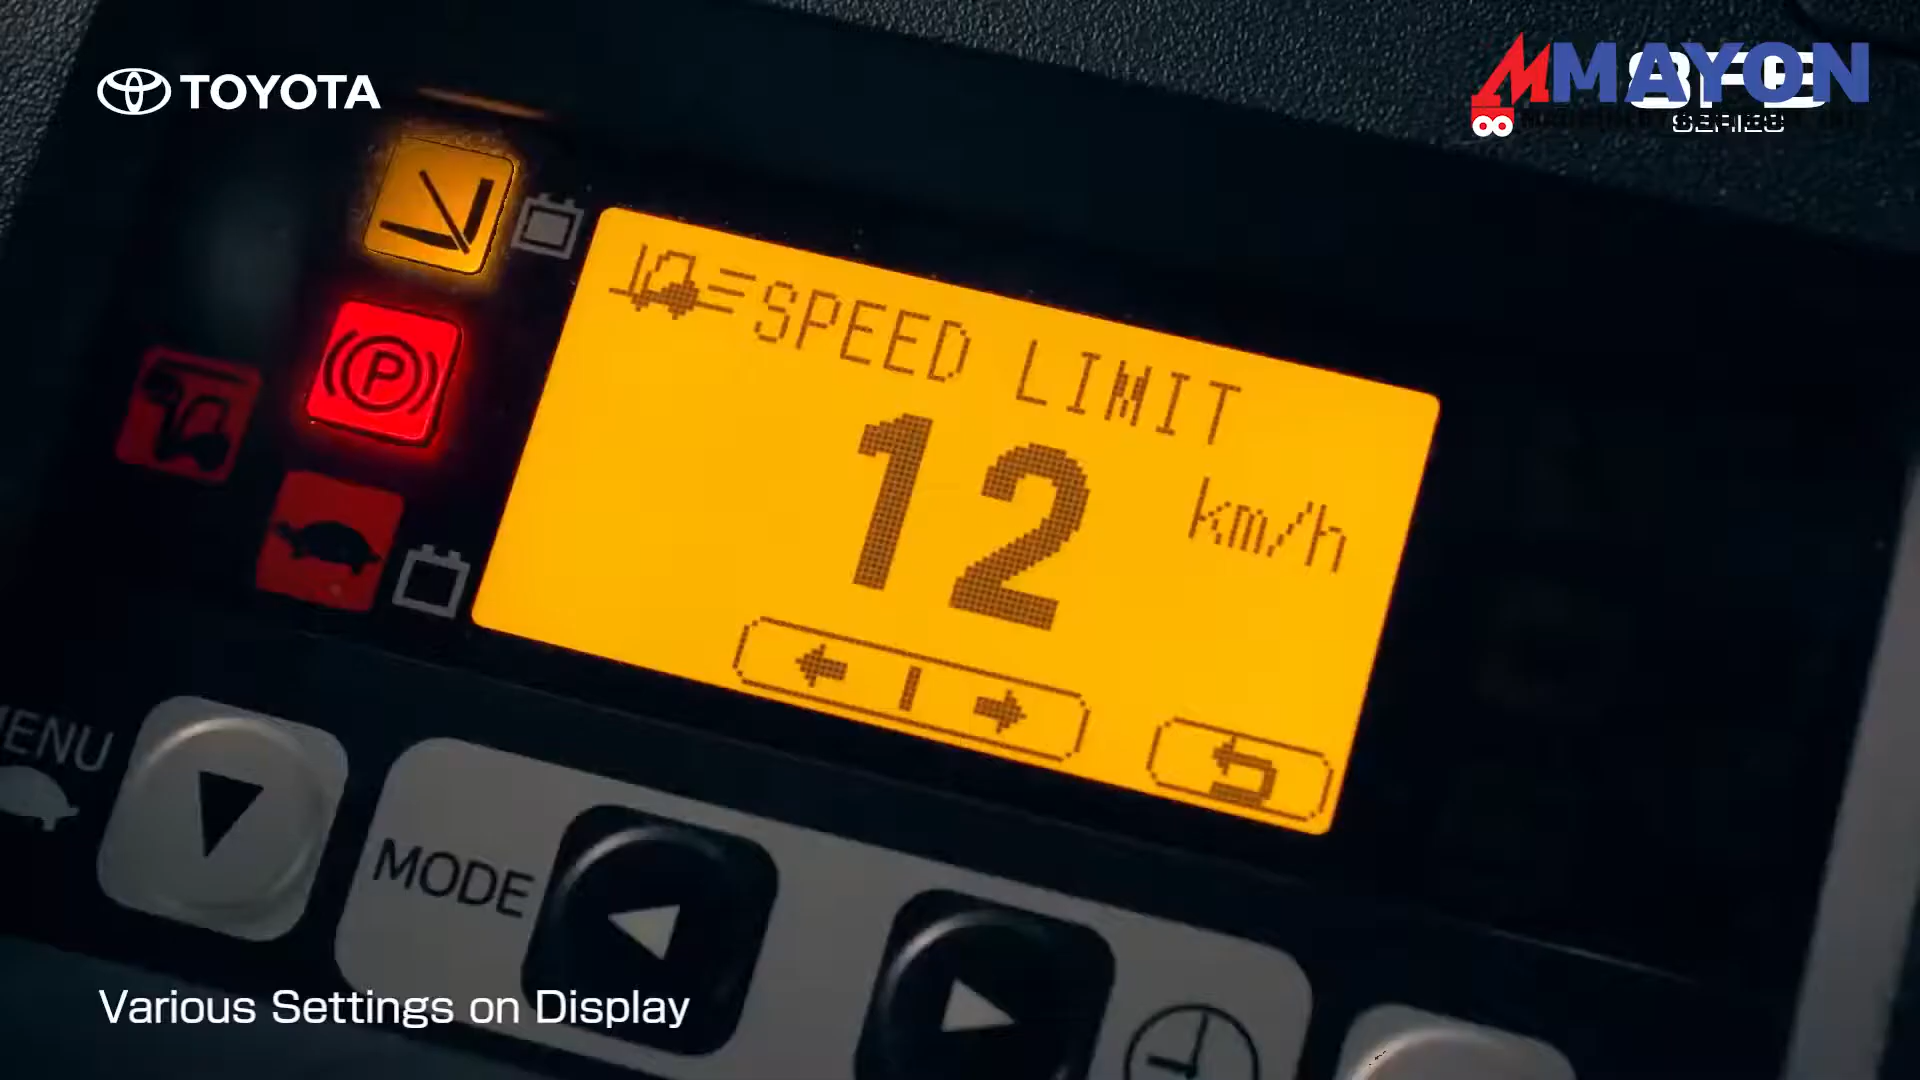 TOYOTA
MAYON
SERIES
SPEED LIMIT
12 km/h
P
MENU
MODE
Various Settings on Display